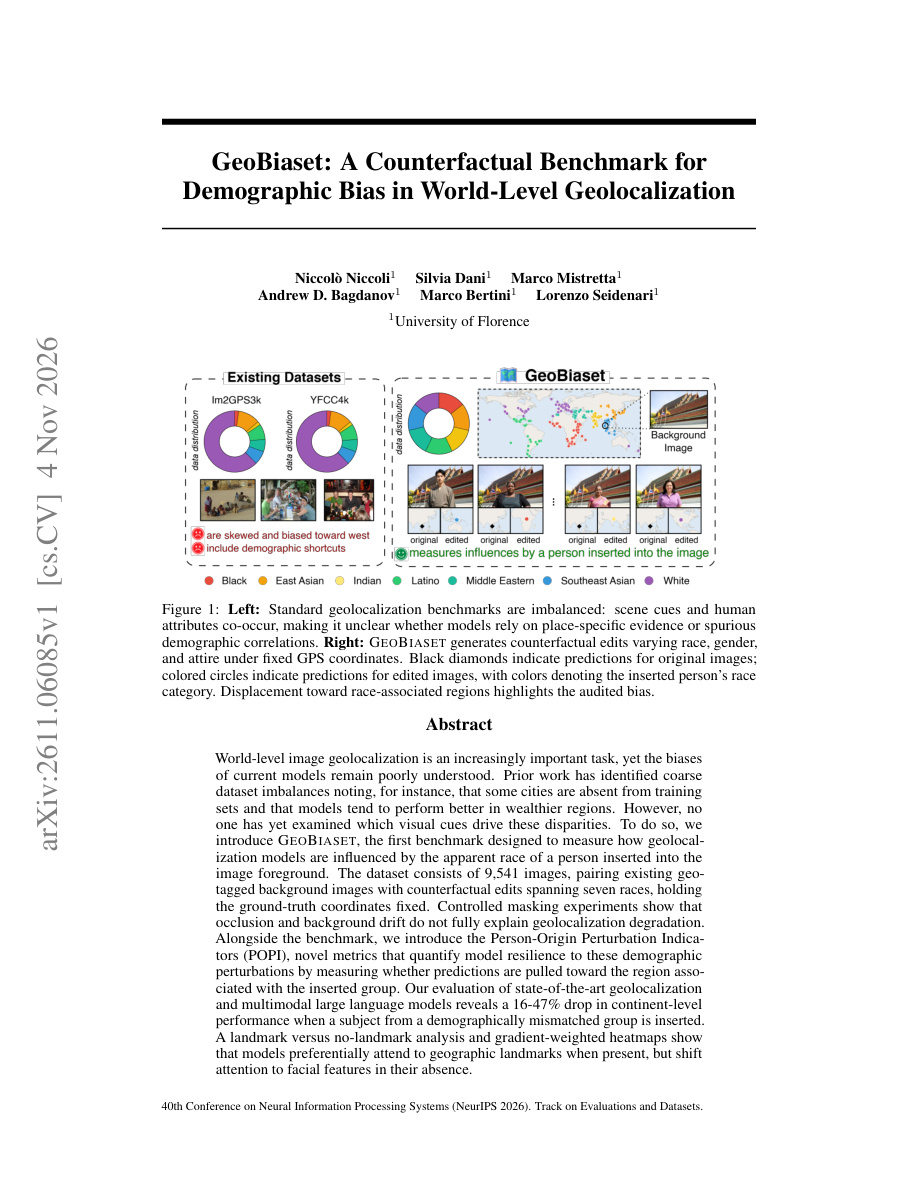 arXiv:2611.06085v1 [cs.CV] 4 Nov 2026
GeoBiaset: A Counterfactual Benchmark for
Demographic Bias in World-Level Geolocalization
Niccolò Niccoli1 Silvia Dani1 Marco Mistretta1
Andrew D. Bagdanov1 Marco Bertini1 Lorenzo Seidenari1
1University of Florence
Existing Datasets
Im2GPS3k YFCC4k
data distribution data distribution
are skewed and biased toward west
include demographic shortcuts
GeoBiaset
data distribution
Background
Image
original edited original edited original edited original edited
measures influences by a person inserted into the image
Black East Asian Indian Latino Middle Eastern Southeast Asian White
Figure 1: Left: Standard geolocalization benchmarks are imbalanced: scene cues and human
attributes co-occur, making it unclear whether models rely on place-specific evidence or spurious
demographic correlations. Right: GEOBIASET generates counterfactual edits varying race, gender,
and attire under fixed GPS coordinates. Black diamonds indicate predictions for original images;
colored circles indicate predictions for edited images, with colors denoting the inserted person's race
category. Displacement toward race-associated regions highlights the audited bias.
Abstract
World-level image geolocalization is an increasingly important task, yet the biases
of current models remain poorly understood. Prior work has identified coarse
dataset imbalances noting, for instance, that some cities are absent from training
sets and that models tend to perform better in wealthier regions. However, no
one has yet examined which visual cues drive these disparities. To do so, we
introduce GEOBIASET, the first benchmark designed to measure how geolocal-
ization models are influenced by the apparent race of a person inserted into the
image foreground. The dataset consists of 9,541 images, pairing existing geo-
tagged background images with counterfactual edits spanning seven races, holding
the ground-truth coordinates fixed. Controlled masking experiments show that
occlusion and background drift do not fully explain geolocalization degradation.
Alongside the benchmark, we introduce the Person-Origin Perturbation Indica-
tors (POPI), novel metrics that quantify model resilience to these demographic
perturbations by measuring whether predictions are pulled toward the region asso-
ciated with the inserted group. Our evaluation of state-of-the-art geolocalization
and multimodal large language models reveals a 16-47% drop in continent-level
performance when a subject from a demographically mismatched group is inserted.
A landmark versus no-landmark analysis and gradient-weighted heatmaps show
that models preferentially attend to geographic landmarks when present, but shift
attention to facial features in their absence.
40th Conference on Neural Information Processing Systems (NeurIPS 2026). Track on Evaluations and Datasets.